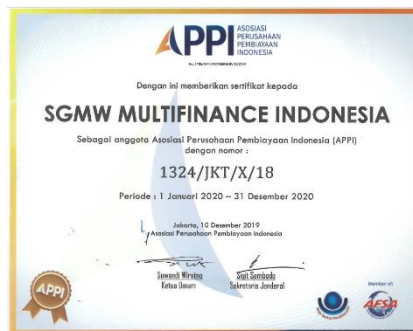 APPI
ASOSIASI
PERUSAHAAN
PEMBIAYAAN
INDONESIA
Dengan ini memberikan sertifikat kepada
SGMW MULTIFINANCE INDONESIA
Sebagai anggota Asosiasi Perusahaan Pembiayaan Indonesia (APPI)
dengan nomor :
1324/JKT/X/18
Periode : 1 Januari 2020 – 31 Desember 2020
Jakarta, 10 Desember 2019
Asosiasi Perusahaan Pembiayaan Indonesia
Suwandi Wiratno
Ketua Umum
Sigit Sembodo
Sekretaris Jenderal
APPI
Member of:
AFSA